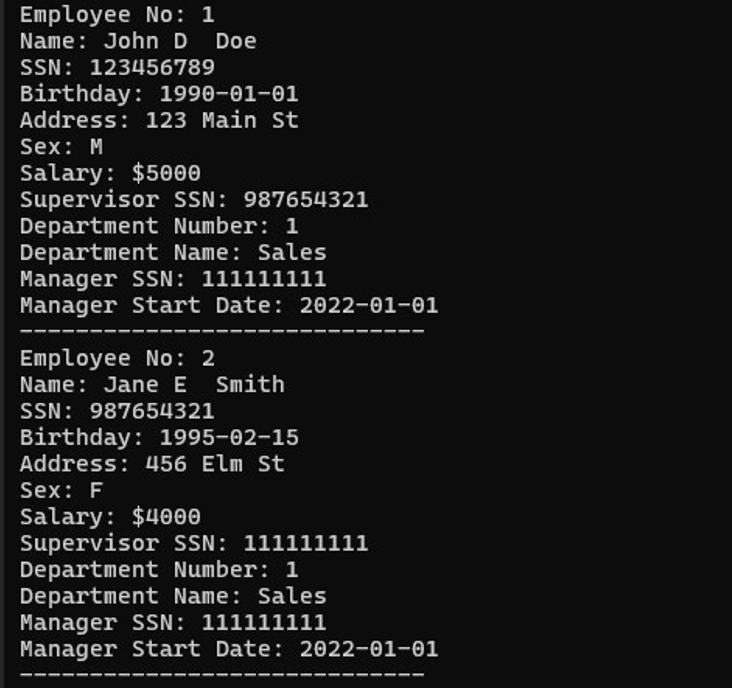 Employee No: 1
Name: John D  Doe
SSN: 123456789
Birthday: 1990-01-01
Address: 123 Main St
Sex: M
Salary: $5000
Supervisor SSN: 987654321
Department Number: 1
Department Name: Sales
Manager SSN: 111111111
Manager Start Date: 2022-01-01
-----------------------------
Employee No: 2
Name: Jane E  Smith
SSN: 987654321
Birthday: 1995-02-15
Address: 456 Elm St
Sex: F
Salary: $4000
Supervisor SSN: 111111111
Department Number: 1
Department Name: Sales
Manager SSN: 111111111
Manager Start Date: 2022-01-01
-----------------------------